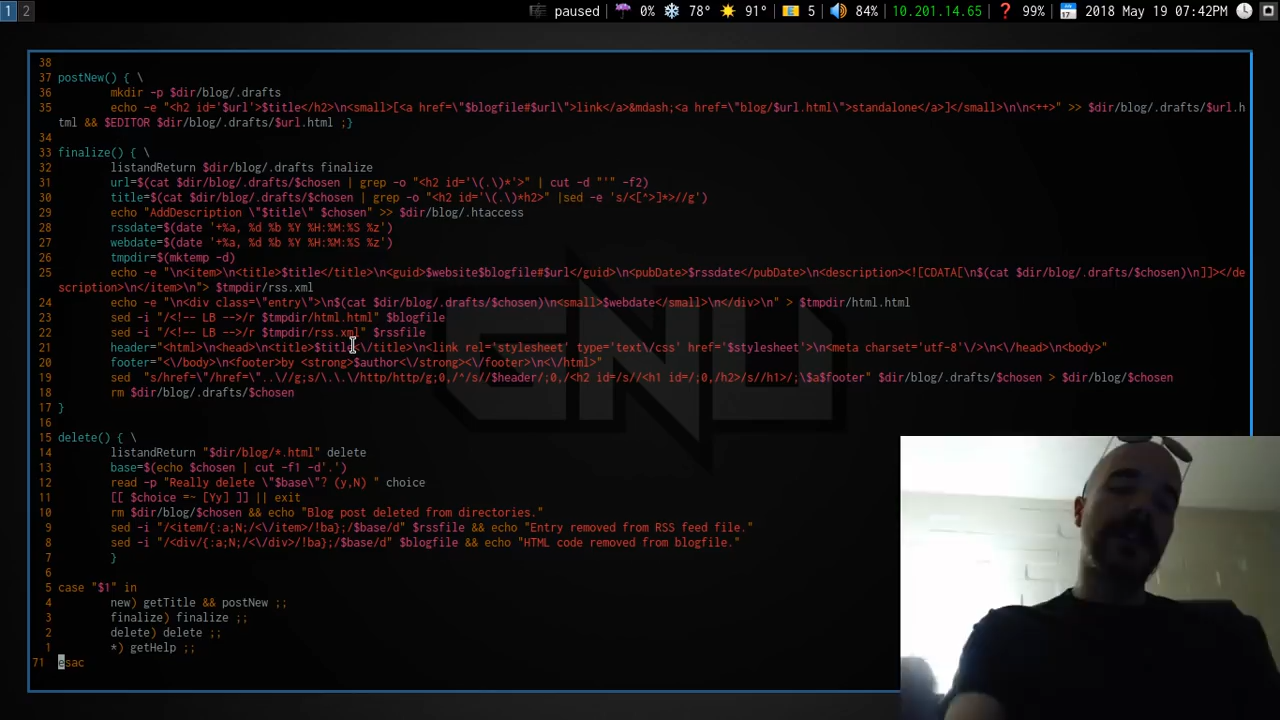 1 2 paused 0% 78° 91° 5 84% 10.201.14.65 99% 2018 May 19 07:42PM
38
37 postNew() { \
36 mkdir -p $dir/blog/.drafts
35 echo -e "<h2 id='$url'>$title</h2>\n<small>[<a href=\"$blogfile#$url\">link</a>&mdash;<a href=\"blog/$url.html\">standalone</a>]</small>\n\n<++>" >> $dir/blog/.drafts/$url.h
tml && $EDITOR $dir/blog/.drafts/$url.html ;}
34
33 finalize() { \
32 listandReturn $dir/blog/.drafts finalize
31 url=$(cat $dir/blog/.drafts/$chosen | grep -o "<h2 id='\(.\)*'>" | cut -d "'" -f2)
30 title=$(cat $dir/blog/.drafts/$chosen | grep -o "<h2 id='\(.\)*h2>" |sed -e 's/<[^>]*>//g')
29 echo "AddDescription \"$title\" $chosen" >> $dir/blog/.htaccess
28 rssdate=$(date '+%a, %d %b %Y %H:%M:%S %z')
27 webdate=$(date '+%a, %d %b %Y %H:%M:%S %z')
26 tmpdir=$(mktemp -d)
25 echo -e "\n<item>\n<title>$title</title>\n<guid>$website$blogfile#$url</guid>\n<pubDate>$rssdate</pubDate>\n<description><![CDATA[\n$(cat $dir/blog/.drafts/$chosen)\n]]></de
scription>\n</item>\n"> $tmpdir/rss.xml
24 echo -e "\n<div class="entry">\n$(cat $dir/blog/.drafts/$chosen)\n<small>$webdate</small>\n</div>\n" > $tmpdir/html.html
23 sed -i "/<!-- LB -->/r $tmpdir/html.html" $blogfile
22 sed -i "/<!-- LB -->/r $tmpdir/rss.xml" $rssfile
21 header="<html>\n<head>\n<title>$title<\/title>\n<link rel='stylesheet' type='text\/css' href='$stylesheet'>\n<meta charset='utf-8'\/>\n<\/head>\n<body>"
20 footer="<\/body>\n<footer>by <strong>$author<\/strong><\/footer>\n<\/html>"
19 sed "s/href=\"/href=\"..\//g;s/\.\.\/http/http/g;0,/^/s//$header/;0,/<h2 id=/s//<h1 id=/;0,/h2>/s//h1>/;\$a$footer" $dir/blog/.drafts/$chosen > $dir/blog/$chosen
18 rm $dir/blog/.drafts/$chosen
17 }
16
15 delete() { \
14 listandReturn "$dir/blog/*.html" delete
13 base=$(echo $chosen | cut -f1 -d'.')
12 read -p "Really delete \"$base\"? (y,N) " choice
11 [[ $choice =~ [Yy] ]] || exit
10 rm $dir/blog/$chosen && echo "Blog post deleted from directories."
9 sed -i "/<item/{:a;N;/<\/item>/!ba};/$base/d" $rssfile && echo "Entry removed from RSS feed file."
8 sed -i "/<div/{:a;N;/<\/div>/!ba};/$base/d" $blogfile && echo "HTML code removed from blogfile."
7 }
6
5 case "$1" in
4 new) getTitle && postNew ;;
3 finalize) finalize ;;
2 delete) delete ;;
1 *) getHelp ;;
71 esac
GNU